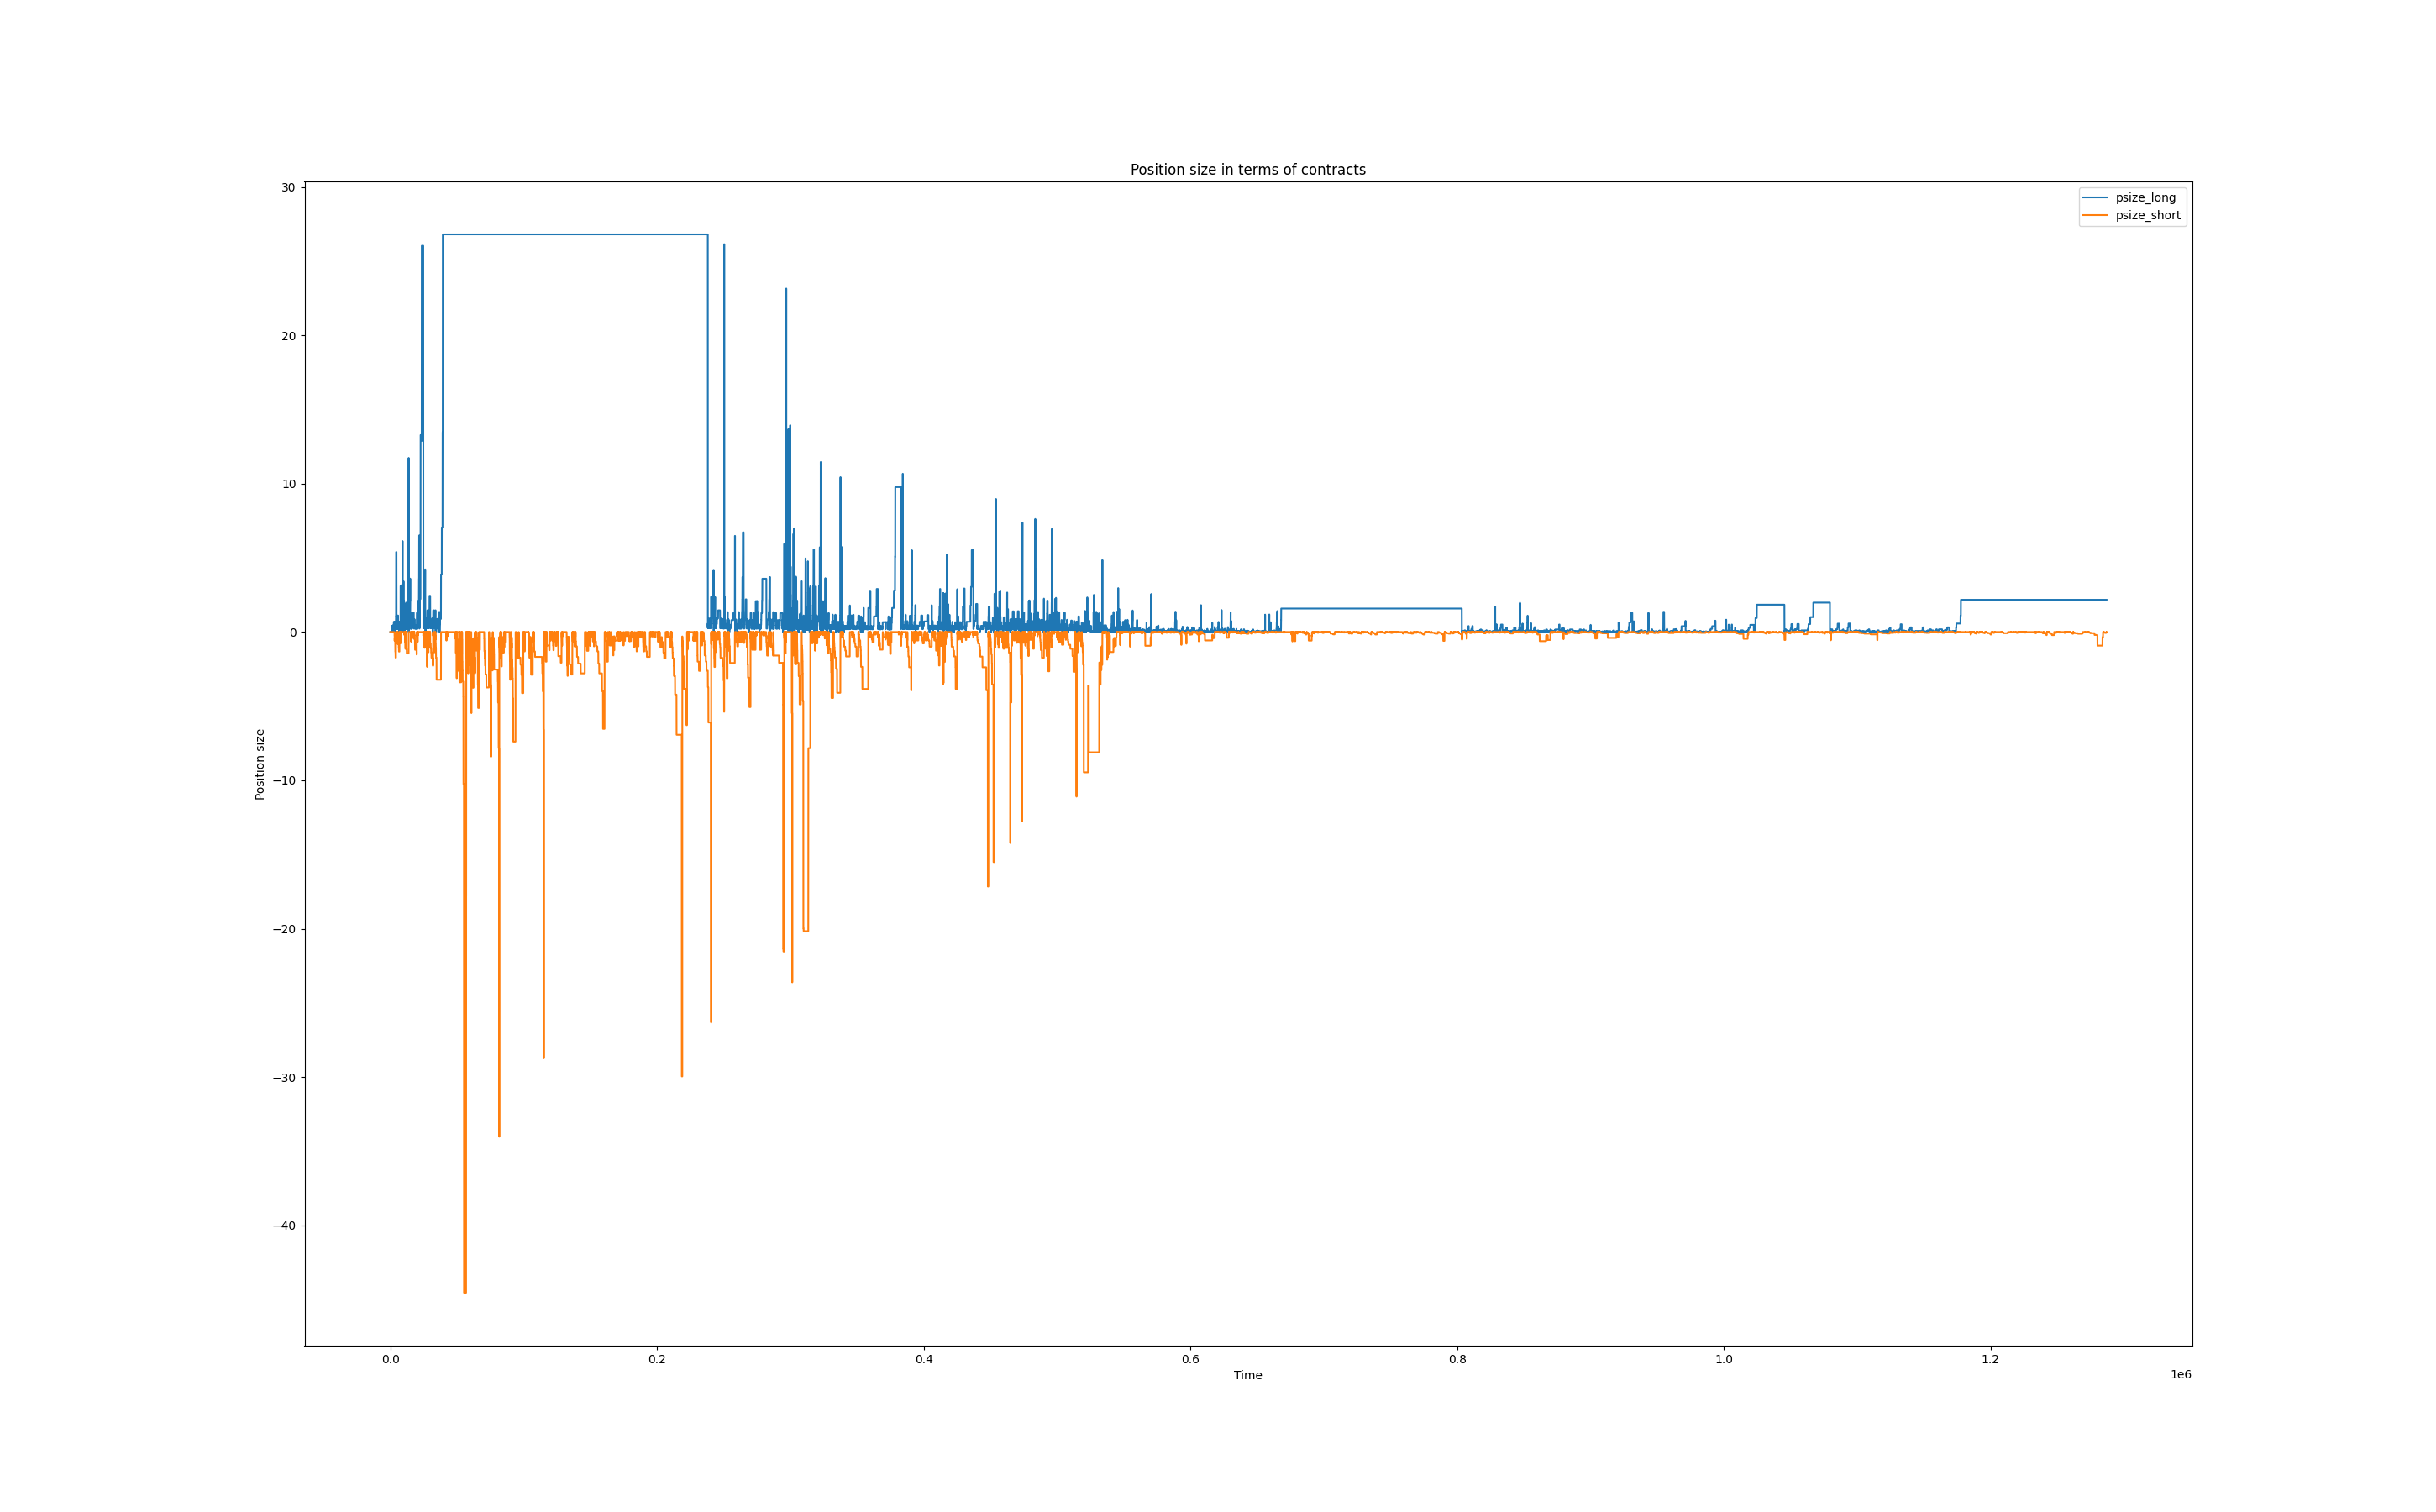 Position size in terms of contracts
psize_long
psize_short
30
20
10
0
−10
−20
−30
−40
Position size
0.0
0.2
0.4
0.6
0.8
1.0
1.2
1e6
Time